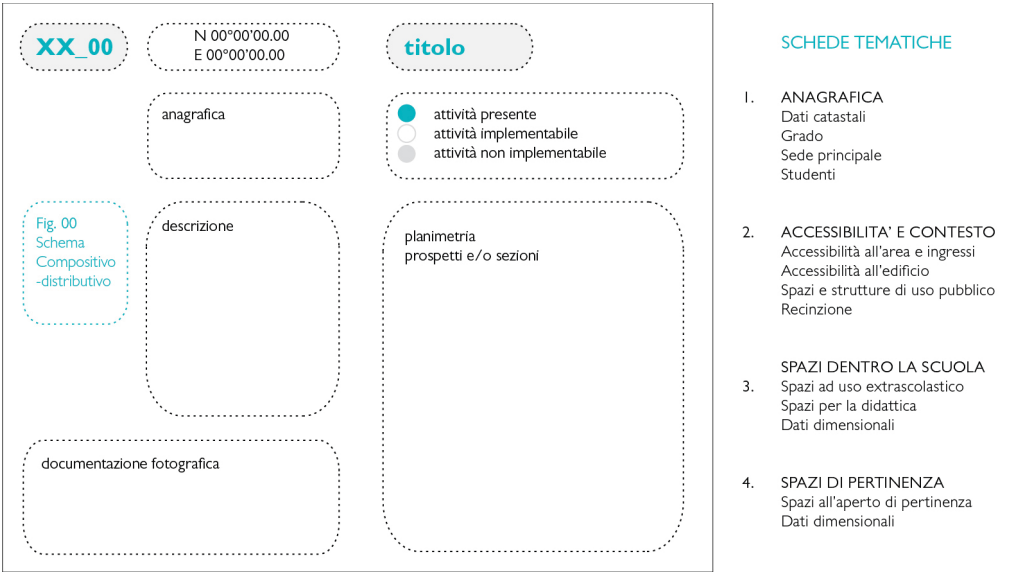 XX_00
N 00°00'00.00
E 00°00'00.00
titolo
anagrafica
attività presente
attività implementabile
attività non implementabile
Fig. 00
Schema
Compositivo
-distributivo
descrizione
planimetria
prospetti e/o sezioni
documentazione fotografica
SCHEDE TEMATICHE
1. ANAGRAFICA
Dati catastali
Grado
Sede principale
Studenti
2. ACCESSIBILITA' E CONTESTO
Accessibilità all'area e ingressi
Accessibilità all'edificio
Spazi e strutture di uso pubblico
Recinzione
SPAZI DENTRO LA SCUOLA
3. Spazi ad uso extrascolastico
Spazi per la didattica
Dati dimensionali
4. SPAZI DI PERTINENZA
Spazi all'aperto di pertinenza
Dati dimensionali